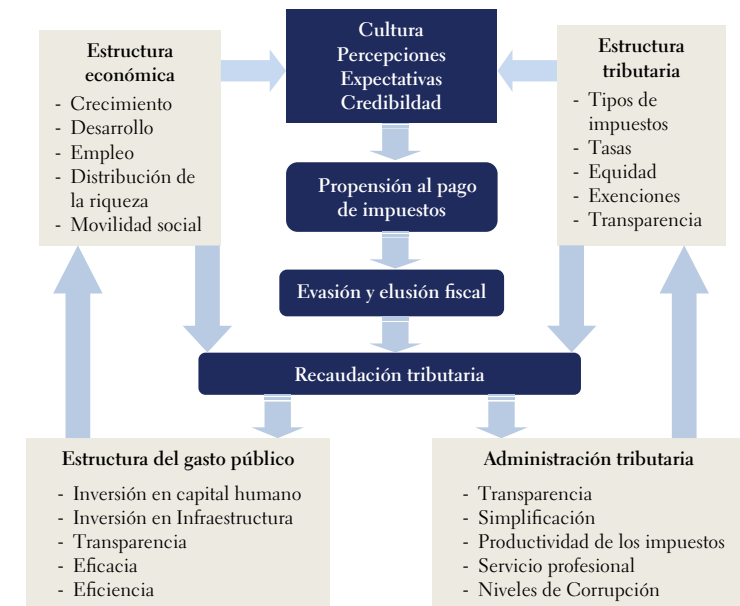 Estructura
económica
- Crecimiento
- Desarrollo
- Empleo
- Distribución de
la riqueza
- Movilidad social
Cultura
Percepciones
Expectativas
Credibildad
Estructura
tributaria
- Tipos de
impuestos
- Tasas
- Equidad
- Exenciones
- Transparencia
Propensión al pago
de impuestos
Evasión y elusión fiscal
Recaudación tributaria
Estructura del gasto público
- Inversión en capital humano
- Inversión en Infraestructura
- Transparencia
- Eficacia
- Eficiencia
Administración tributaria
- Transparencia
- Simplificación
- Productividad de los impuestos
- Servicio profesional
- Niveles de Corrupción